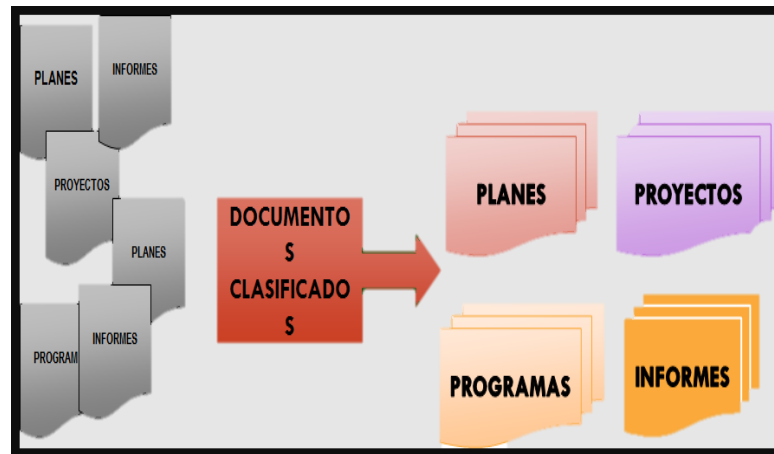 PLANES
INFORMES
PROYECTOS
PLANES
PROGRAM
INFORMES
DOCUMENTO
S
CLASIFICADO
S
PLANES
PROYECTOS
PROGRAMAS
INFORMES